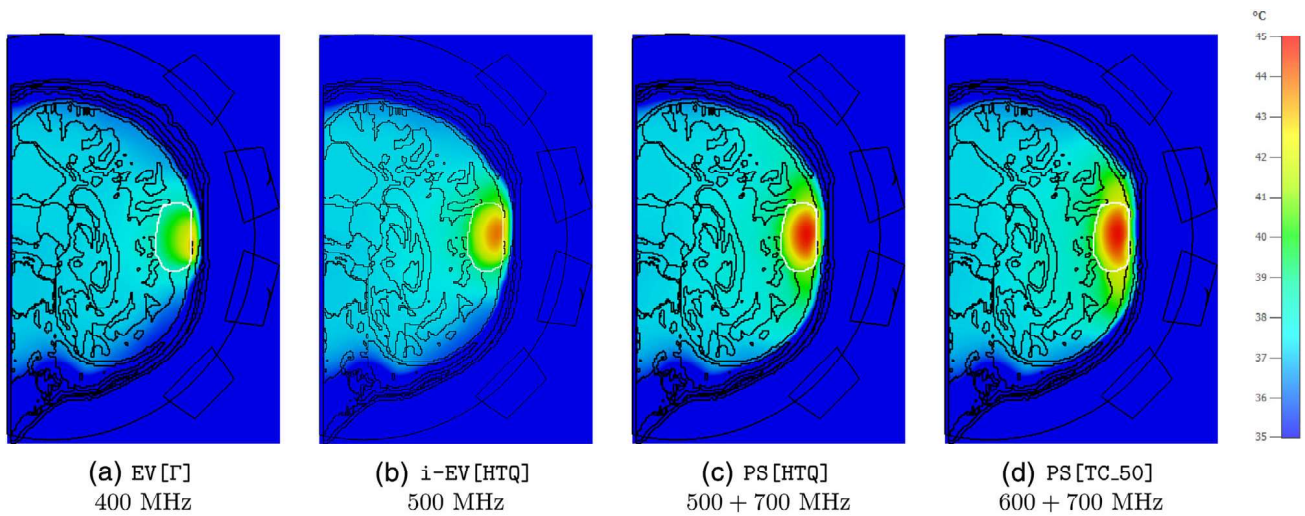 °C
45
44
43
42
41
40
39
38
37
36
35
(a) EV[Γ]
400 MHz
(b) i-EV[HTQ]
500 MHz
(c) PS[HTQ]
500 + 700 MHz
(d) PS[TC_50]
600 + 700 MHz